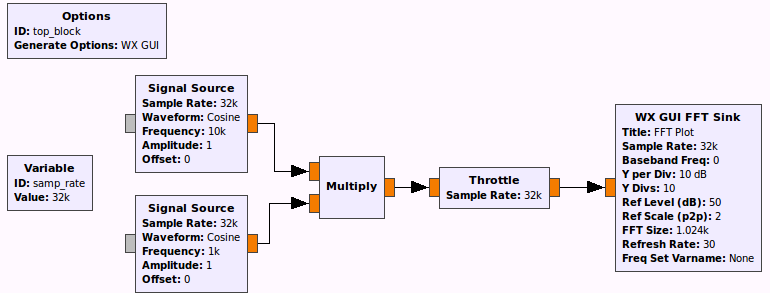 Options
ID: top_block
Generate Options: WX GUI
Signal Source
Sample Rate: 32k
Waveform: Cosine
Frequency: 10k
Amplitude: 1
Offset: 0
Variable
ID: samp_rate
Value: 32k
Signal Source
Sample Rate: 32k
Waveform: Cosine
Frequency: 1k
Amplitude: 1
Offset: 0
Multiply
Throttle
Sample Rate: 32k
WX GUI FFT Sink
Title: FFT Plot
Sample Rate: 32k
Baseband Freq: 0
Y per Div: 10 dB
Y Divs: 10
Ref Level (dB): 50
Ref Scale (p2p): 2
FFT Size: 1.024k
Refresh Rate: 30
Freq Set Varname: None